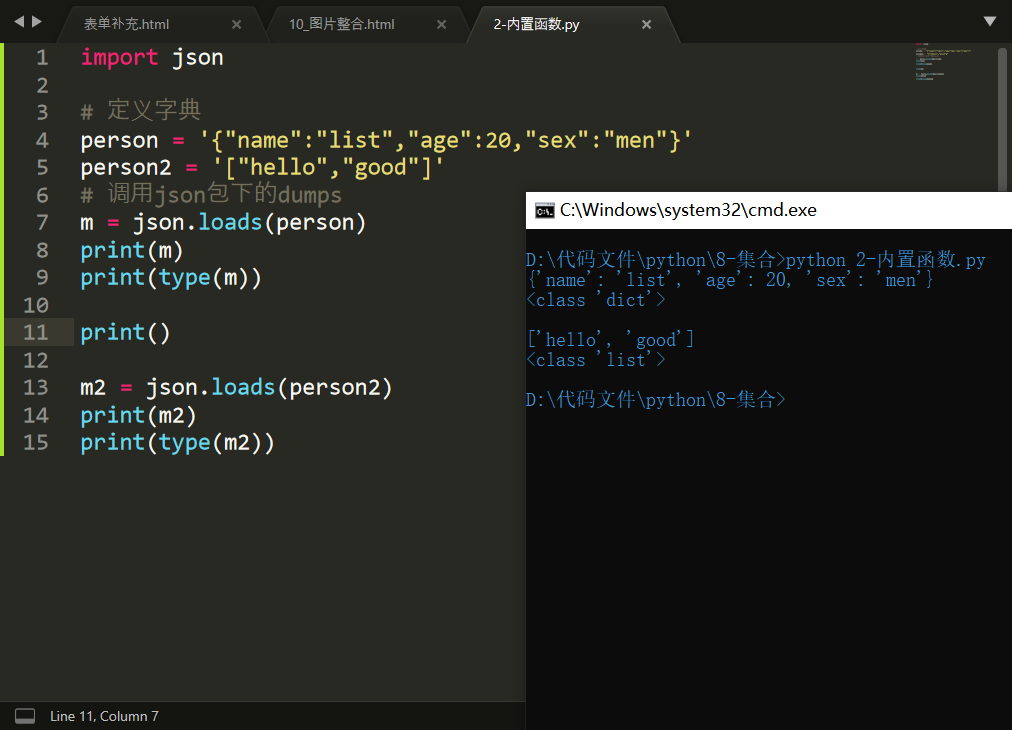 表单补充.html
10_图片整合.html
2-内置函数.py
1 import json
2
3 # 定义字典
4 person = '{"name":"list","age":20,"sex":"men"}'
5 person2 = '["hello","good"]'
6 # 调用json包下的dumps
7 m = json.loads(person)
8 print(m)
9 print(type(m))
10
11 print()
12
13 m2 = json.loads(person2)
14 print(m2)
15 print(type(m2))
C:\Windows\system32\cmd.exe
D:\代码文件\python\8-集合>python 2-内置函数.py
{'name': 'list', 'age': 20, 'sex': 'men'}
<class 'dict'>
['hello', 'good']
<class 'list'>
D:\代码文件\python\8-集合>
Line 11, Column 7